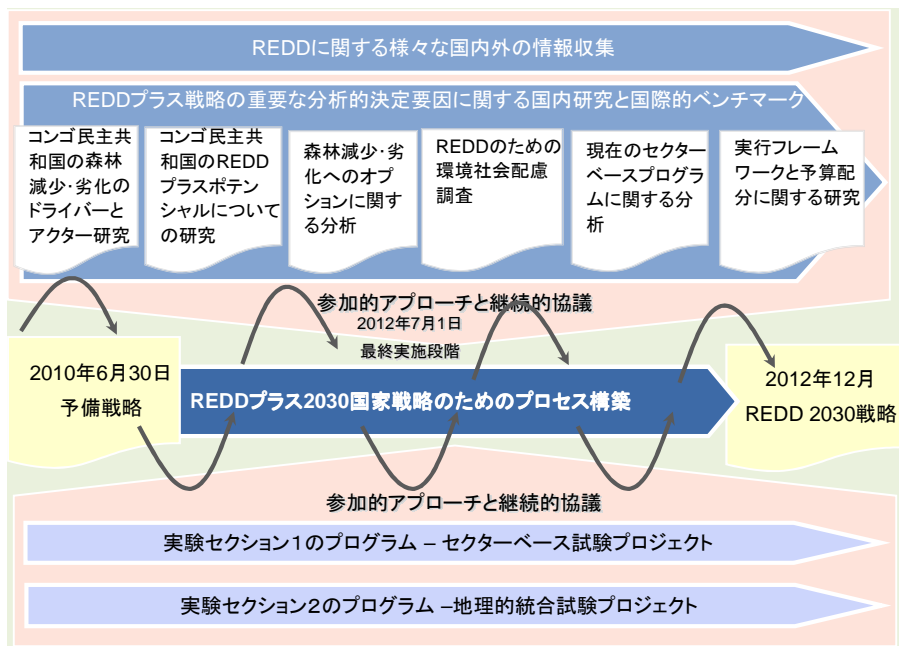 REDDに関する様々な国内外の情報収集
REDDプラス戦略の重要な分析的決定要因に関する国内研究と国際的ベンチマーク
コンゴ民主共
和国の森林
減少・劣化の
ドライバーと
アクター研究
コンゴ民主共
和国のREDD
プラスポテン
シャルについて
の研究
森林減少・劣
化へのオプ
ションに関す
る分析
REDDのための
環境社会配慮
調査
現在のセクター
ベースプログラ
ムに関する分
析
実行フレーム
ワークと予算配
分に関する研究
参加的アプローチと継続的協議
2012年7月1日
最終実施段階
2010年6月30日
予備戦略
REDDプラス2030国家戦略のためのプロセス構築
2012年12月
REDD 2030戦略
参加的アプローチと継続的協議
実験セクション1のプログラム – セクターベース試験プロジェクト
実験セクション2のプログラム –地理的統合試験プロジェクト